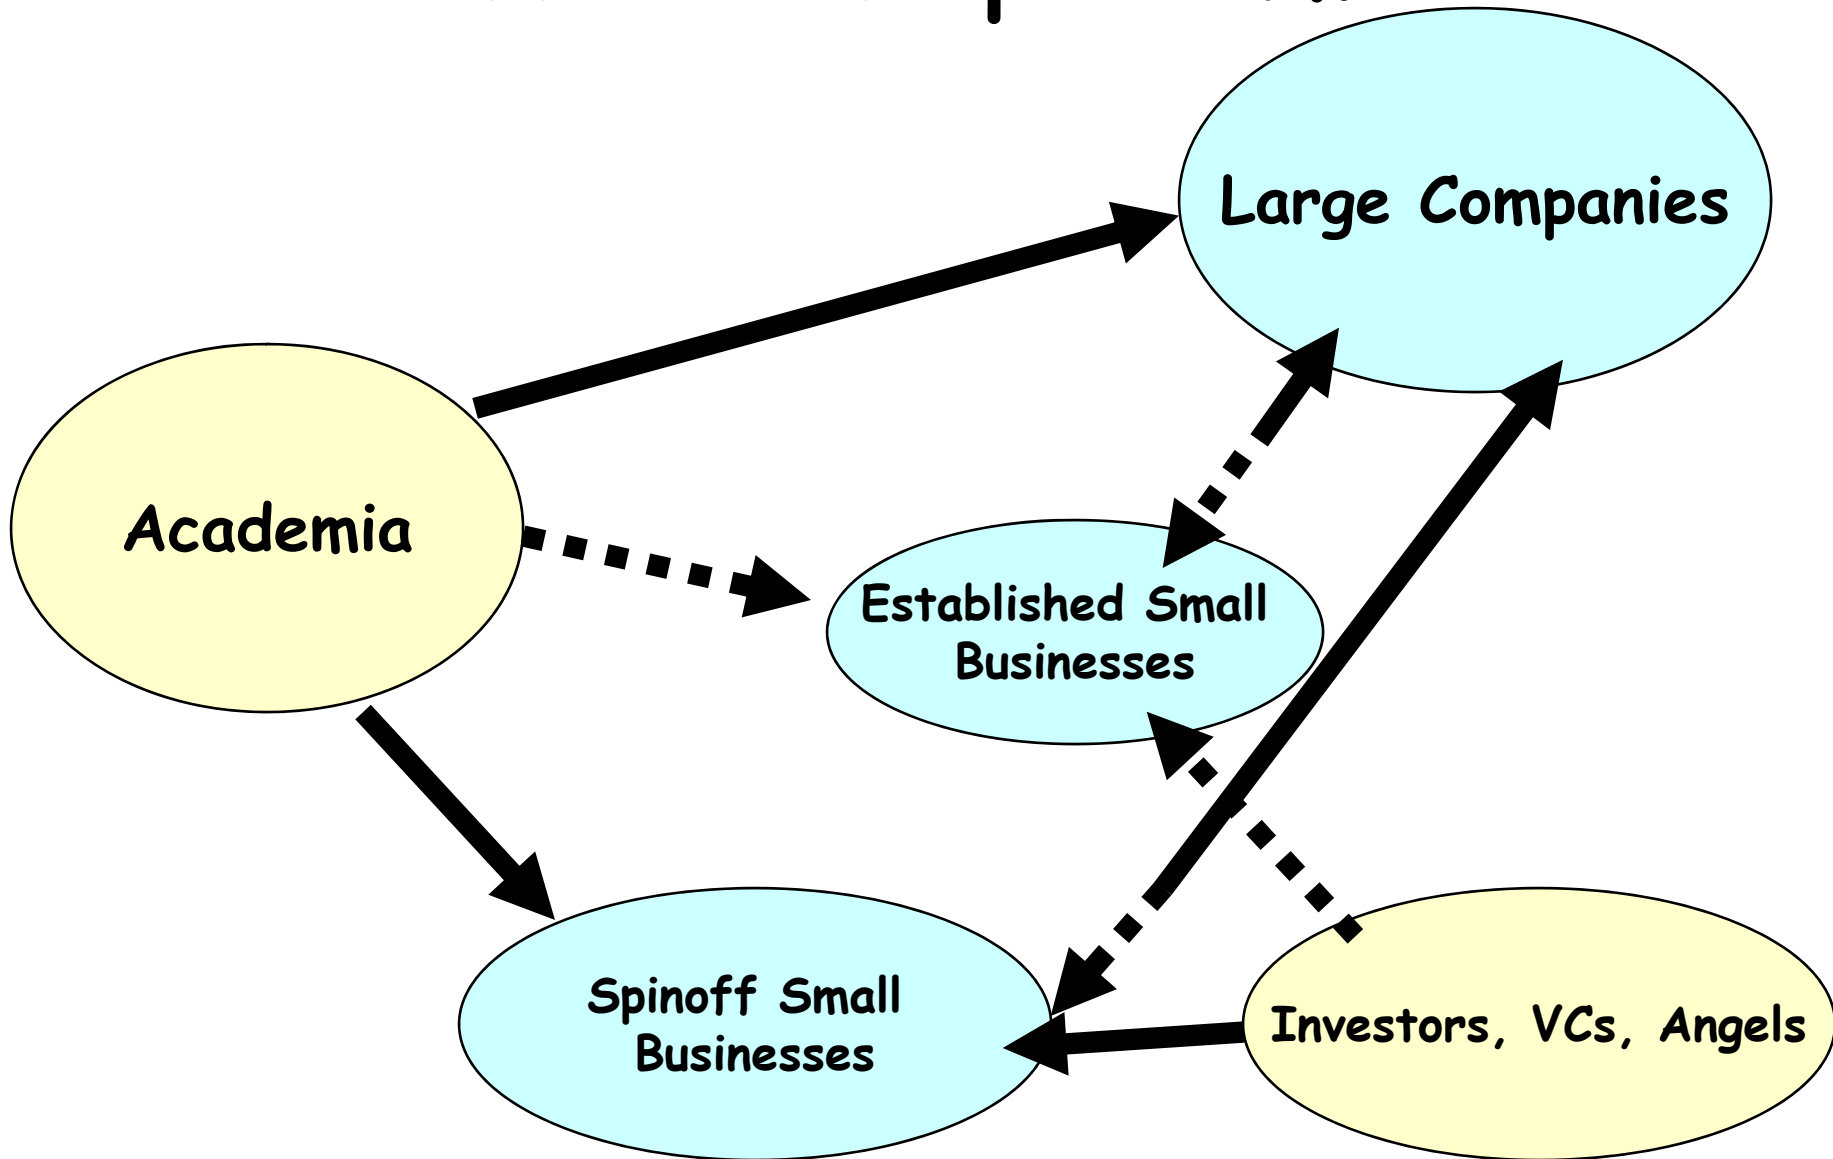 Large Companies
Academia
Established Small
Businesses
Spinoff Small
Businesses
Investors, VCs, Angels